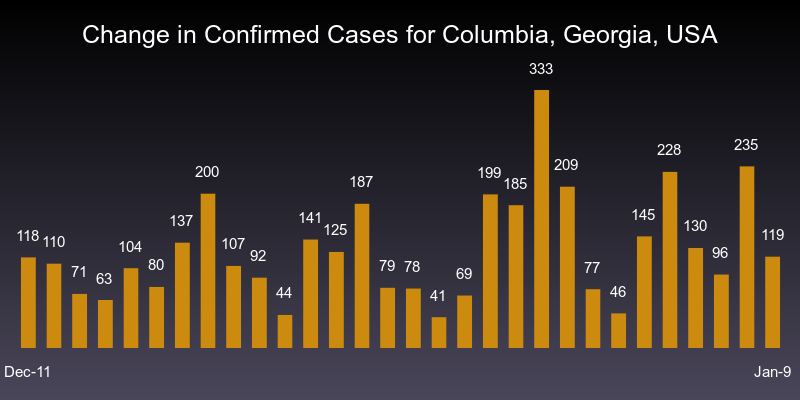 Change in Confirmed Cases for Columbia, Georgia, USA
118 110 71 63 104 80 137 200 107 92 44 141 125 187 79 78 41 69 199 185 333 209 77 46 145 228 130 96 235 119
Dec-11 Jan-9